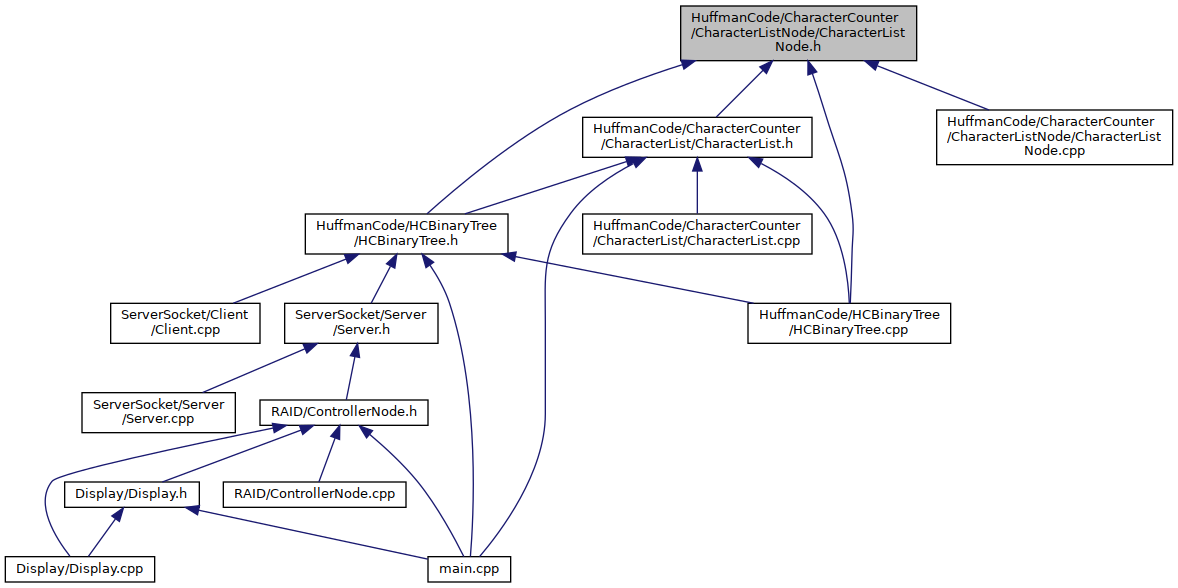 HuffmanCode/CharacterCounter
/CharacterListNode/CharacterList
Node.h
HuffmanCode/CharacterCounter
/CharacterListNode/CharacterList
Node.cpp
HuffmanCode/CharacterCounter
/CharacterList/CharacterList.h
HuffmanCode/HCBinaryTree
/HCBinaryTree.h
HuffmanCode/CharacterCounter
/CharacterList/CharacterList.cpp
ServerSocket/Client
/Client.cpp
ServerSocket/Server
/Server.h
HuffmanCode/HCBinaryTree
/HCBinaryTree.cpp
ServerSocket/Server
/Server.cpp
RAID/ControllerNode.h
Display/Display.h
RAID/ControllerNode.cpp
Display/Display.cpp
main.cpp